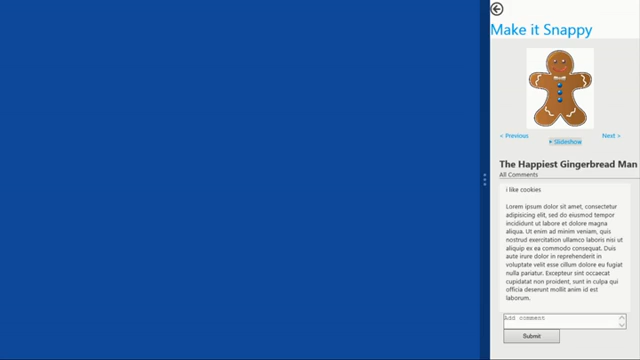 Make it Snappy
< Previous
Next >
+ Slideshow
The Happiest Gingerbread Man
All Comments
i like cookies
Lorem ipsum dolor sit amet, consectetur
adipisicing elit, sed do eiusmod tempor
incididunt ut labore et dolore magna
aliqua. Ut enim ad minim veniam, quis
nostrud exercitation ullamco laboris nisi ut
aliquip ex ea commodo consequat. Duis
aute irure dolor in reprehenderit in
voluptate velit esse cillum dolore eu fugiat
nulla pariatur. Excepteur sint occaecat
cupidatat non proident, sunt in culpa qui
officia deserunt mollit anim id est
laborum.
Add comment
Submit